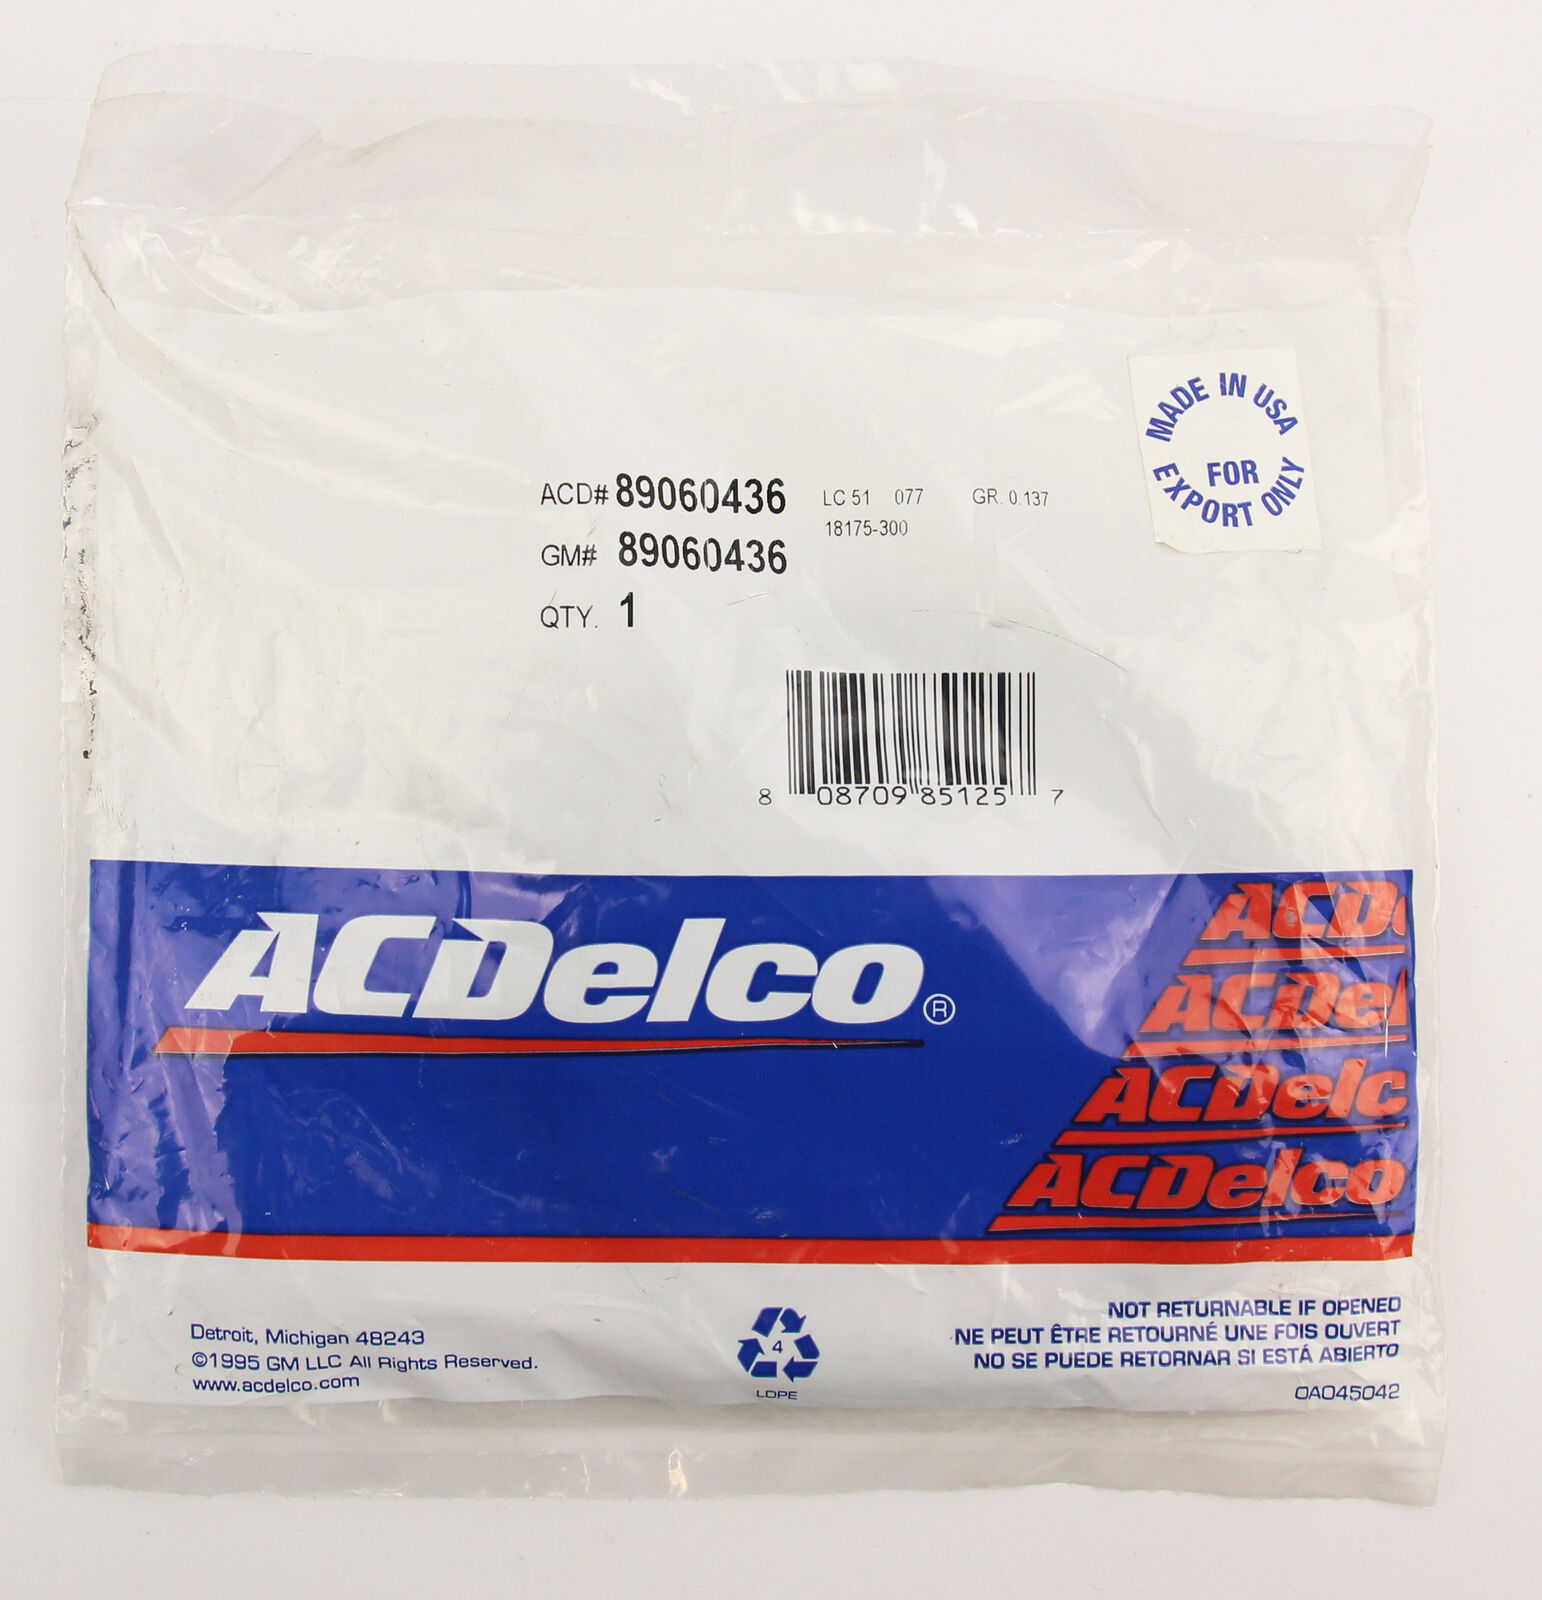 MADE IN USA
FOR
EXPORT ONLY
ACD# 89060436 LC 51 077 GR. 0.137
18175-300
GM# 89060436
QTY. 1
8 08709 85125 7
ACDelco®
ACD
ACDel
ACDelc
ACDelco
Detroit, Michigan 48243
©1995 GM LLC All Rights Reserved.
www.acdelco.com
4
LDPE
NOT RETURNABLE IF OPENED
NE PEUT ÊTRE RETOURNÉ UNE FOIS OUVERT
NO SE PUEDE RETORNAR SI ESTÁ ABIERTO
0A045042